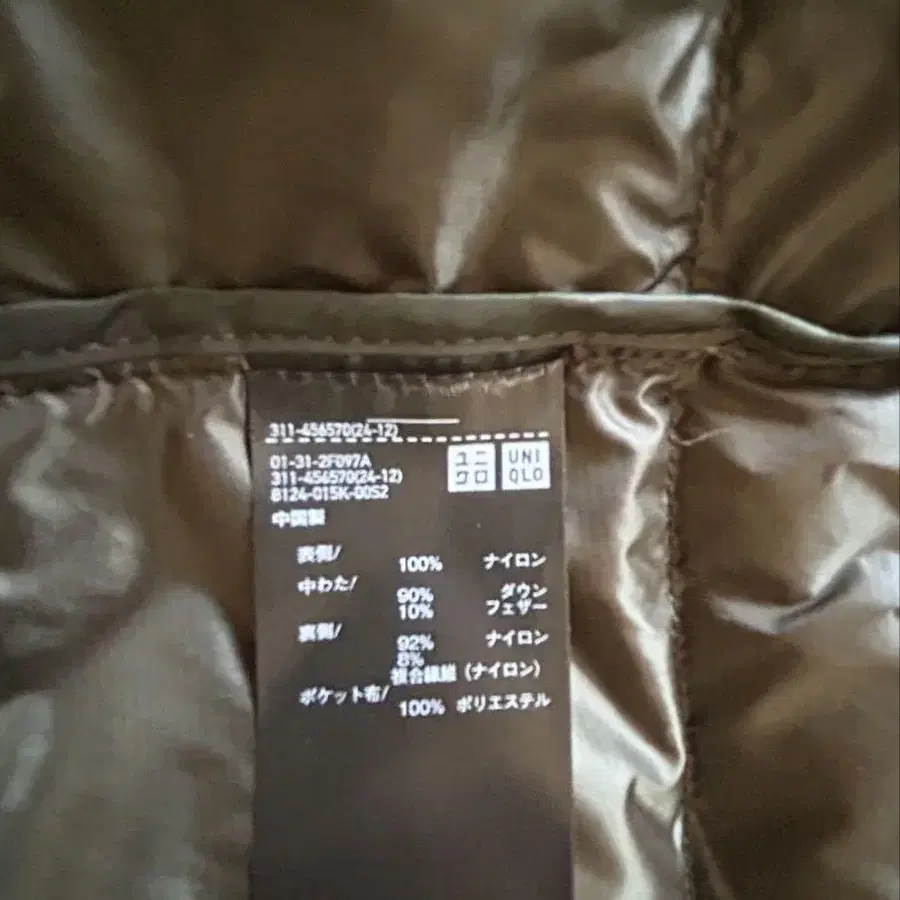 311-456570(24-12)
01-31-2F097A
311-456570(24-12)
8124-015K-00S2
ユニ
クロ
UNI
QLO
中国製
表側/
100% ナイロン
中わた/
90% ダウン
10% フェザー
裏側/
92% ナイロン
8%
複合繊維(ナイロン)
ポケット布/
100% ポリエステル